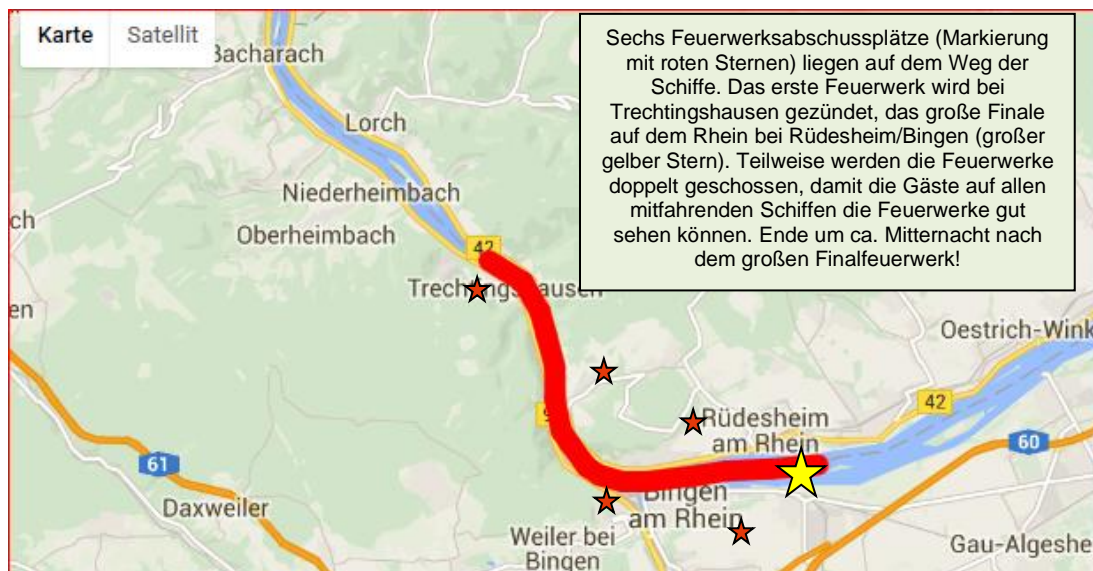 Karte Satellit
Sechs Feuerwerksabschussplätze (Markierung
mit roten Sternen) liegen auf dem Weg der
Schiffe. Das erste Feuerwerk wird bei
Trechtingshausen gezündet, das große Finale
auf dem Rhein bei Rüdesheim/Bingen (großer
gelber Stern). Teilweise werden die Feuerwerke
doppelt geschossen, damit die Gäste auf allen
mitfahrenden Schiffen die Feuerwerke gut
sehen können. Ende um ca. Mitternacht nach
dem großen Finalfeuerwerk!
Bacharach
Lorch
Niederheimbach
Oberheimbach
42
Trechtingshausen
ch
en
Oestrich-Wink
42
9
Rüdesheim
am Rhein
60
61
Daxweiler
Bingen
am Rhein
Weiler bei
Bingen
Gau-Algeshe